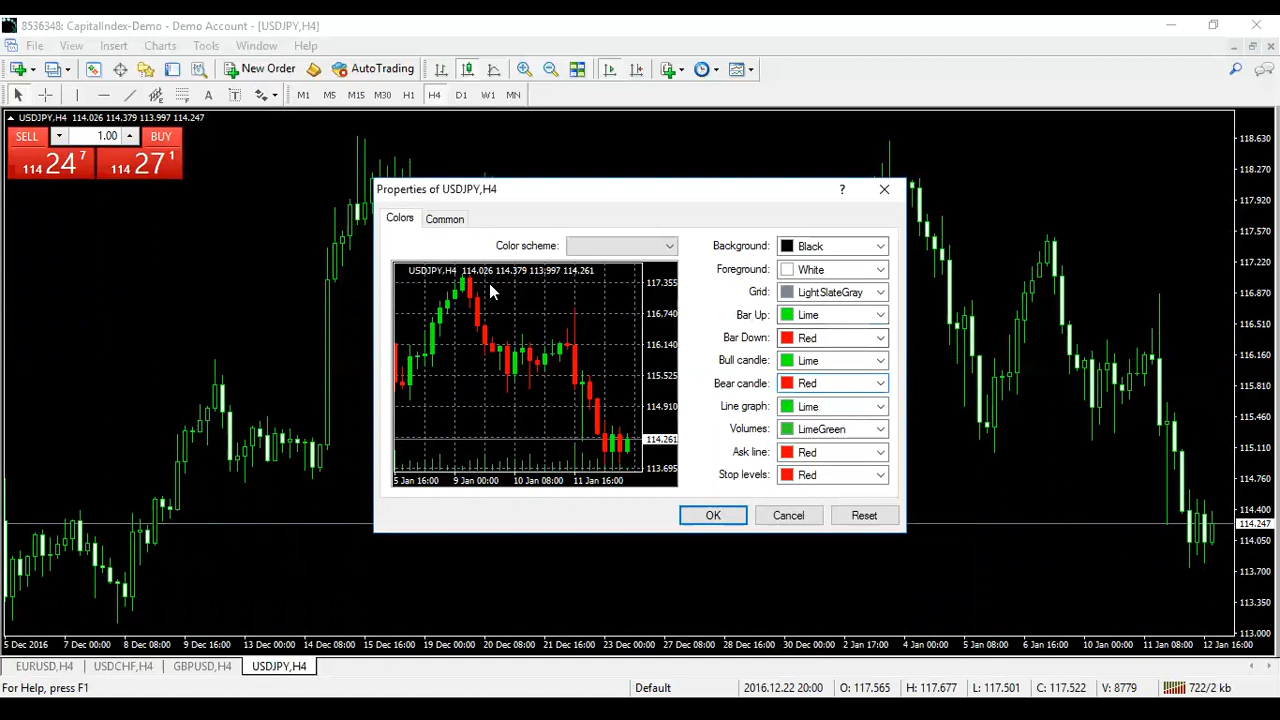 8536348: CapitalIndex-Demo - Demo Account - [USDJPY,H4]
File View Insert Charts Tools Window Help
New Order AutoTrading
A T M1 M5 M15 M30 H1 H4 D1 W1 MN
USDJPY,H4 114.026 114.379 113.997 114.247
SELL 1.00 BUY
114 24 7 114 27 1
Properties of USDJPY,H4 ?
Colors Common
Color scheme:
USDJPY,H4 114.026 114.379 113.997 114.261
117.355
116.740
116.140
115.525
114.910
114.261
113.695
5 Jan 16:00 9 Jan 00:00 10 Jan 08:00 11 Jan 16:00
Background: Black
Foreground: White
Grid: LightSlateGray
Bar Up: Lime
Bar Down: Red
Bull candle: Lime
Bear candle: Red
Line graph: Lime
Volumes: LimeGreen
Ask line: Red
Stop levels: Red
OK Cancel Reset
118.630
118.270
117.920
117.570
117.220
116.860
116.510
116.160
115.810
115.460
115.110
114.760
114.400
114.247
114.050
113.700
113.350
113.000
5 Dec 2016 7 Dec 00:00 8 Dec 08:00 9 Dec 16:00 13 Dec 00:00 14 Dec 08:00 15 Dec 16:00 19 Dec 00:00 20 Dec 08:00 21 Dec 16:00 23 Dec 00:00 27 Dec 08:00 28 Dec 16:00 30 Dec 08:00 2 Jan 17:00 4 Jan 00:00 5 Jan 08:00 6 Jan 16:00 10 Jan 00:00 11 Jan 08:00 12 Jan 16:00
EURUSD,H4 USDCHF,H4 GBPUSD,H4 USDJPY,H4
For Help, press F1 Default 2016.12.22 20:00 O: 117.565 H: 117.677 L: 117.501 C: 117.522 V: 8779 722/2 kb